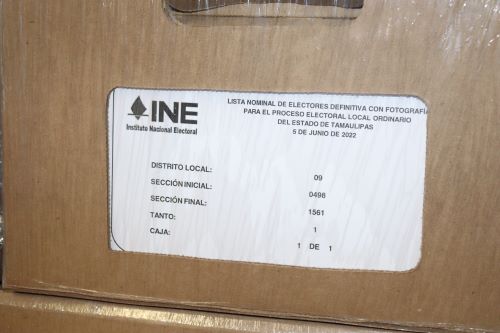 INE
Instituto Nacional Electoral
LISTA NOMINAL DE ELECTORES DEFINITIVA CON FOTOGRAFÍA
PARA EL PROCESO ELECTORAL LOCAL ORDINARIO
DEL ESTADO DE TAMAULIPAS
5 DE JUNIO DE 2022
DISTRITO LOCAL: 09
SECCIÓN INICIAL: 0498
SECCIÓN FINAL: 1561
TANTO: 1
CAJA: 1 DE 1